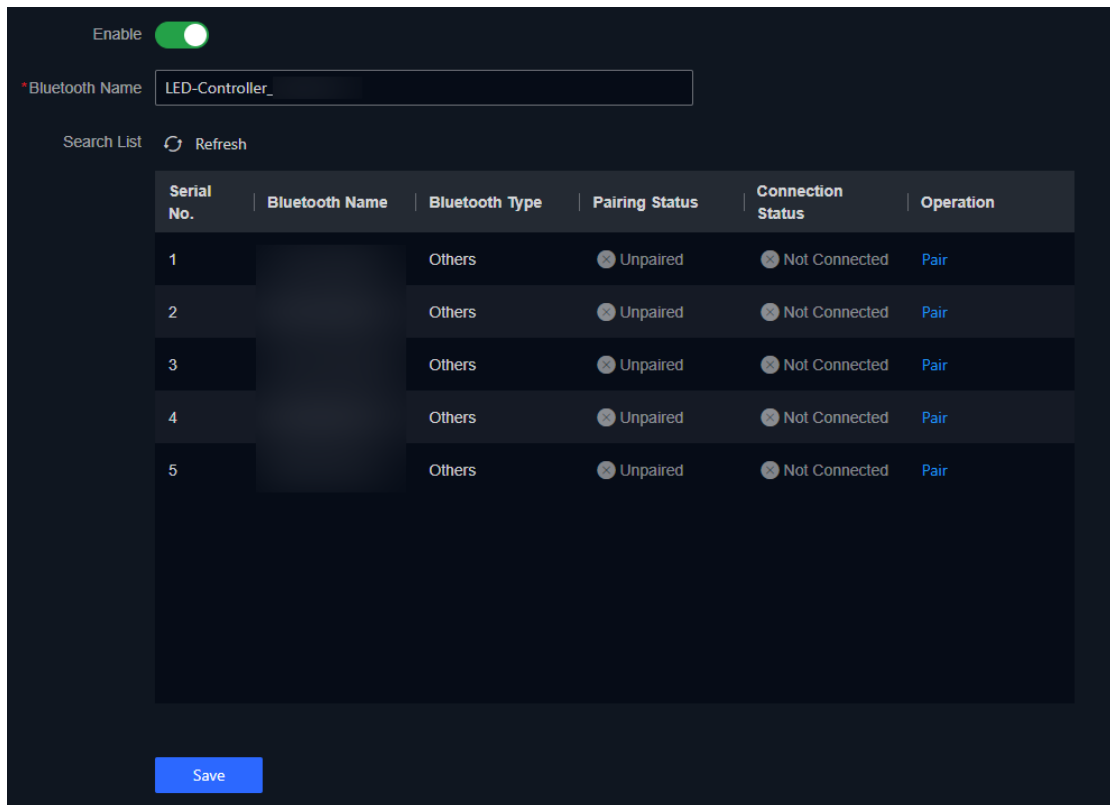 Enable
*Bluetooth Name LED-Controller_
Search List Refresh
Serial No. Bluetooth Name Bluetooth Type Pairing Status Connection Status Operation
1 Others Unpaired Not Connected Pair
2 Others Unpaired Not Connected Pair
3 Others Unpaired Not Connected Pair
4 Others Unpaired Not Connected Pair
5 Others Unpaired Not Connected Pair
Save